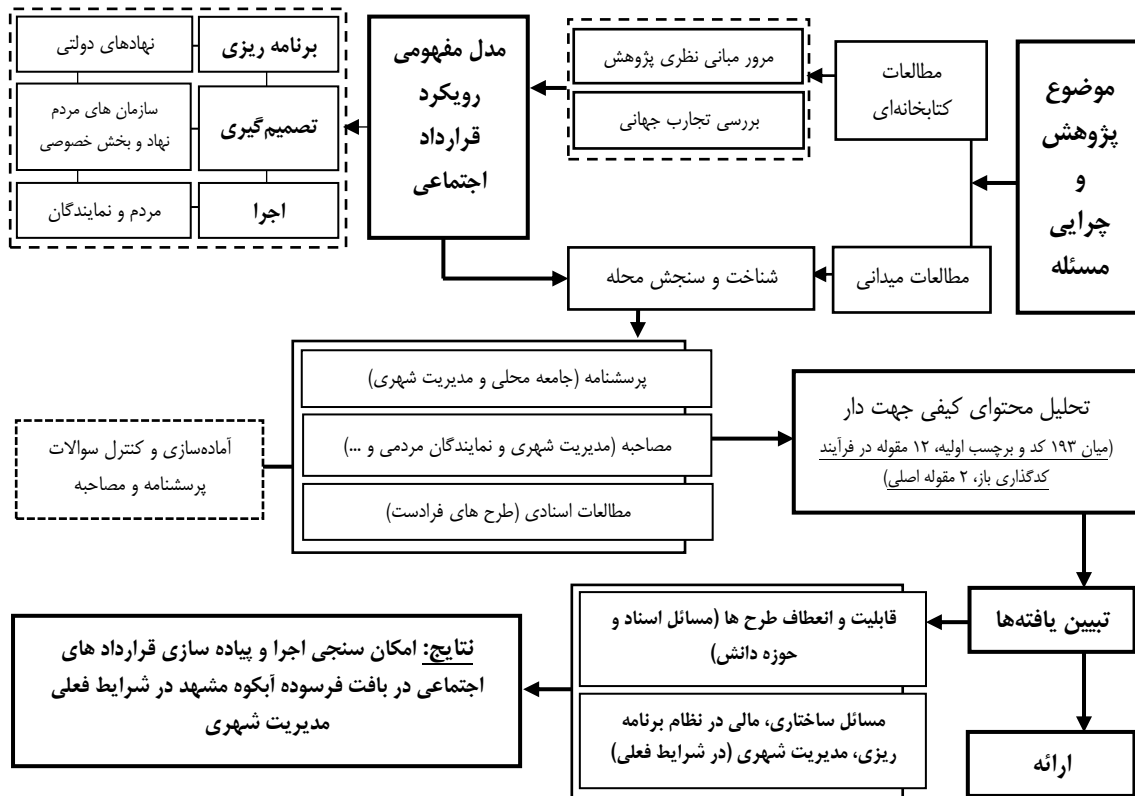 موضوع
پژوهش
و
چرایی
مسئله
مطالعات
کتابخانه‌ای
مطالعات میدانی
مرور مبانی نظری پژوهش
بررسی تجارب جهانی
مدل مفهومی
رویکرد
قرارداد
اجتماعی
برنامه ریزی
نهادهای دولتی
تصمیم‌گیری
سازمان های مردم
نهاد و بخش خصوصی
اجرا
مردم و نمایندگان
شناخت و سنجش محله
پرسشنامه (جامعه محلی و مدیریت شهری)
مصاحبه (مدیریت شهری و نمایندگان مردمی و ...)
مطالعات اسنادی (طرح های فرادست)
آماده‌سازی و کنترل سوالات
پرسشنامه و مصاحبه
تحلیل محتوای کیفی جهت دار
(میان ۱۹۳ کد و برچسب اولیه، ۱۲ مقوله در فرآیند
کدگذاری باز، ۲ مقوله اصلی)
تبیین یافته‌ها
ارائه
قابلیت و انعطاف طرح ها (مسائل اسناد و
حوزه دانش)
مسائل ساختاری، مالی در نظام برنامه
ریزی، مدیریت شهری (در شرایط فعلی)
نتایج: امکان سنجی اجرا و پیاده سازی قرارداد های
اجتماعی در بافت فرسوده آبکوه مشهد در شرایط فعلی
مدیریت شهری